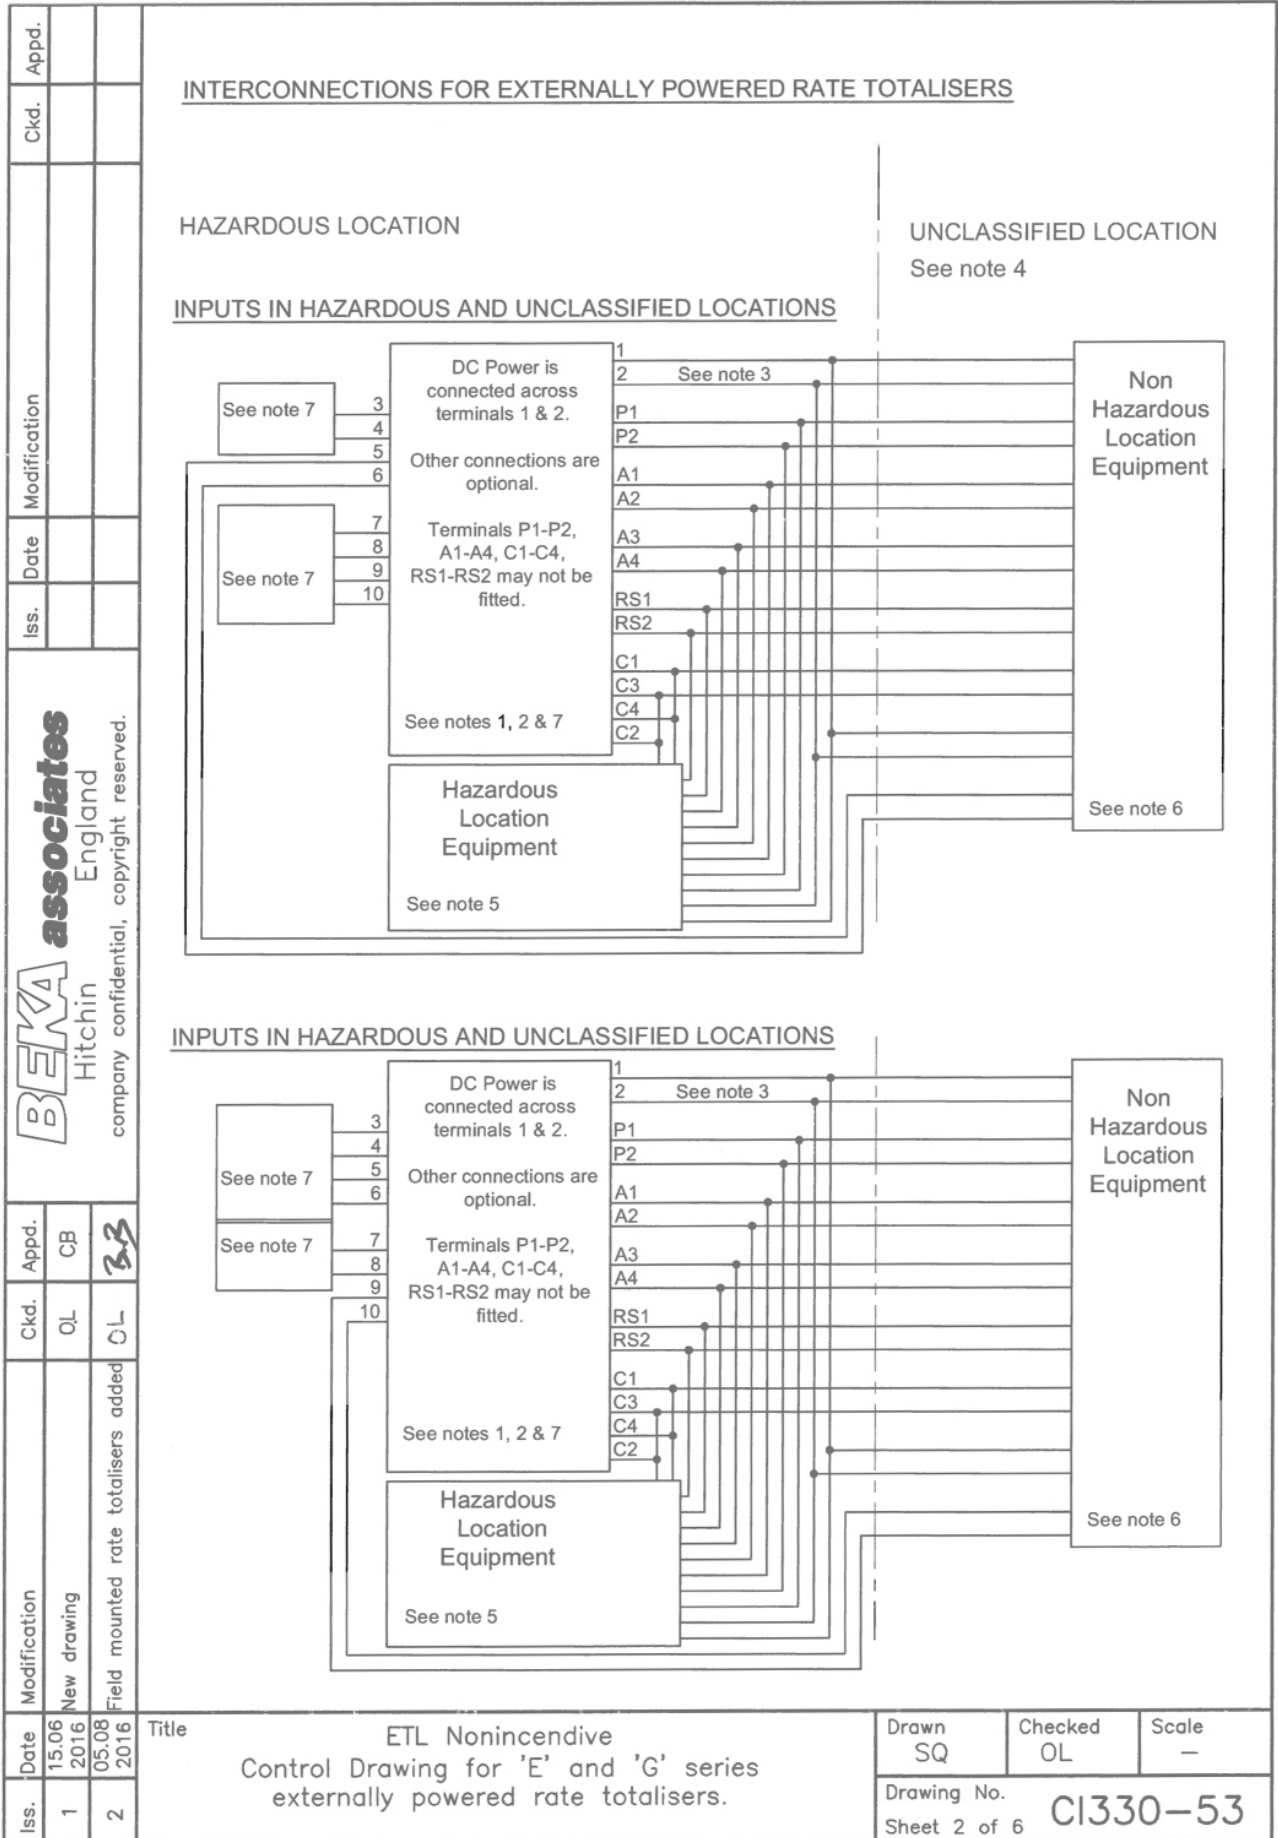 INTERCONNECTIONS FOR EXTERNALLY POWERED RATE TOTALISERS
HAZARDOUS LOCATION
UNCLASSIFIED LOCATION
See note 4
INPUTS IN HAZARDOUS AND UNCLASSIFIED LOCATIONS
DC Power is
connected across
terminals 1 & 2.
Other connections are
optional.
Terminals P1-P2,
A1-A4, C1-C4,
RS1-RS2 may not be
fitted.
See notes 1, 2 & 7
See note 7
3
4
5
6
See note 7
7
8
9
10
1
2
See note 3
P1
P2
A1
A2
A3
A4
RS1
RS2
C1
C3
C4
C2
Non
Hazardous
Location
Equipment
See note 6
Hazardous
Location
Equipment
See note 5
INPUTS IN HAZARDOUS AND UNCLASSIFIED LOCATIONS
DC Power is
connected across
terminals 1 & 2.
Other connections are
optional.
Terminals P1-P2,
A1-A4, C1-C4,
RS1-RS2 may not be
fitted.
See notes 1, 2 & 7
See note 7
3
4
5
6
See note 7
7
8
9
10
1
2
See note 3
P1
P2
A1
A2
A3
A4
RS1
RS2
C1
C3
C4
C2
Non
Hazardous
Location
Equipment
See note 6
Hazardous
Location
Equipment
See note 5
Iss. Date Modification Ckd. Appd.
BEKA associates
Hitchin England
company confidential, copyright reserved.
Iss. Date Modification Ckd. Appd.
1 15.06 2016 New drawing OL CB
2 05.08 2016 Field mounted rate totalisers added OL
Title
ETL Nonincendive
Control Drawing for 'E' and 'G' series
externally powered rate totalisers.
Drawn
SQ
Checked
OL
Scale
—
Drawing No.
Sheet 2 of 6
CI330-53